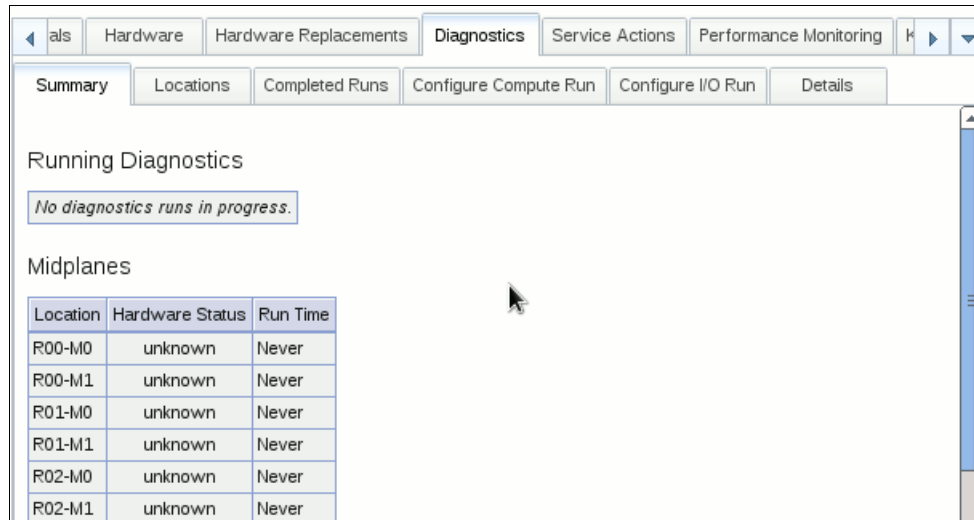 als Hardware Hardware Replacements Diagnostics Service Actions Performance Monitoring
Summary Locations Completed Runs Configure Compute Run Configure I/O Run Details
Running Diagnostics
No diagnostics runs in progress.
Midplanes
Location Hardware Status Run Time
R00-M0 unknown Never
R00-M1 unknown Never
R01-M0 unknown Never
R01-M1 unknown Never
R02-M0 unknown Never
R02-M1 unknown Never